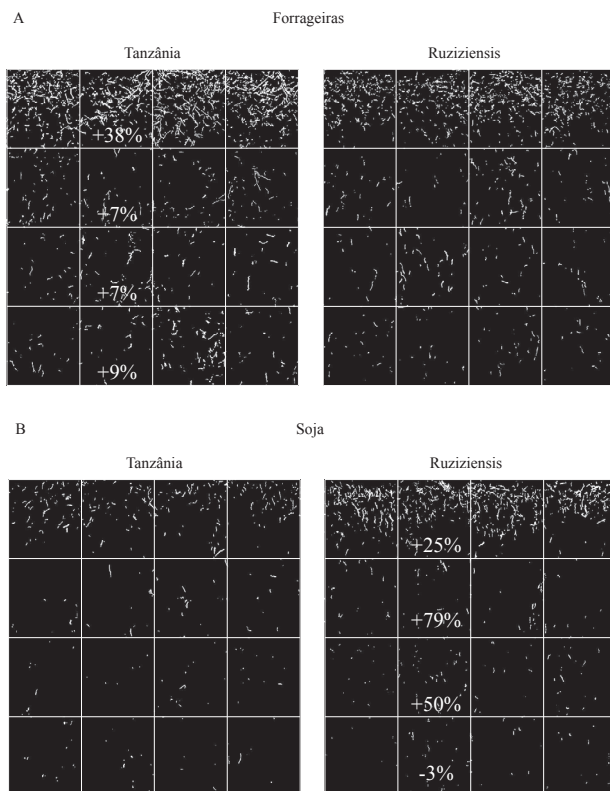 A Forrageiras
Tanzânia Ruziziensis
+38%
+7%
+7%
+9%
B Soja
Tanzânia Ruziziensis
+25%
+79%
+50%
-3%